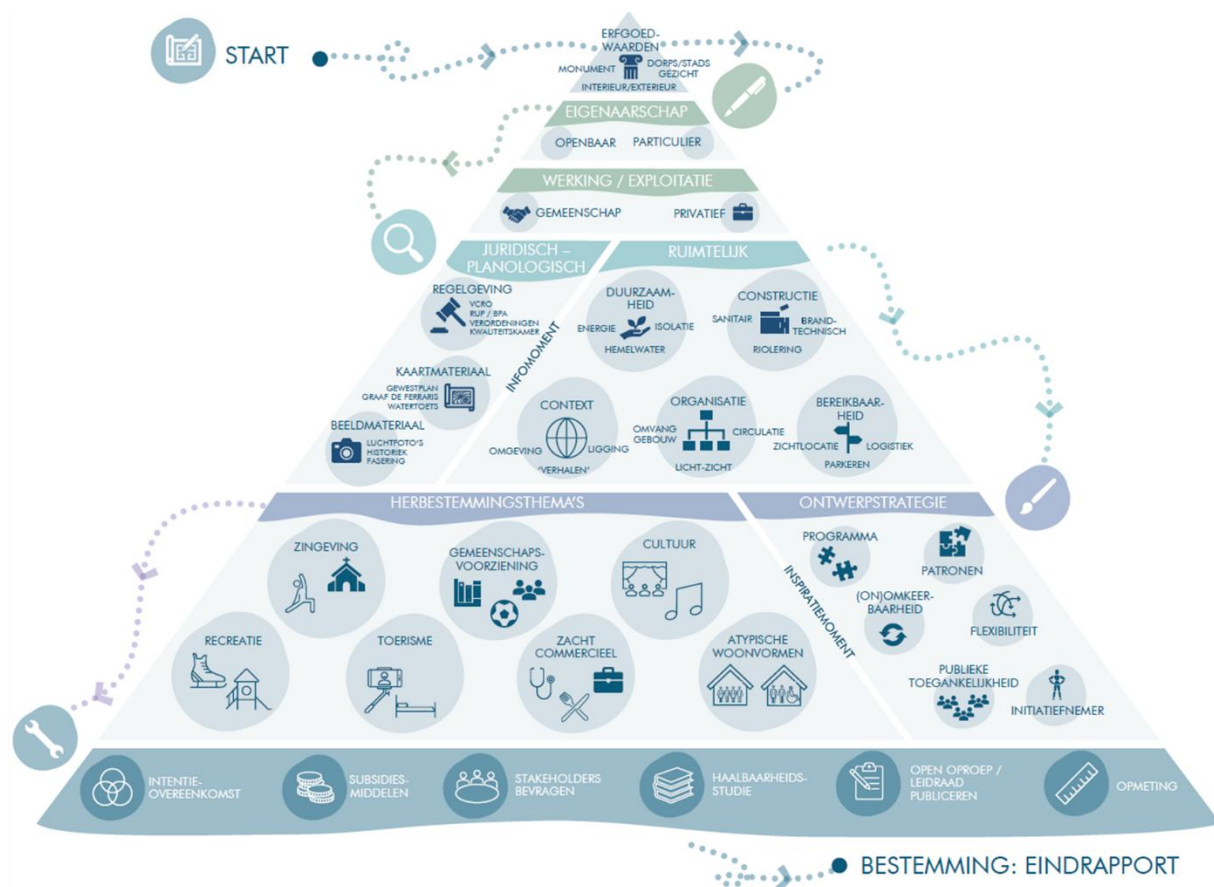 START
ERFGOED-
WAARDEN
MONUMENT
DORPS/STADS
GEZICHT
INTERIEUR/EXTERIEUR
EIGENAARSCHAP
OPENBAAR
PARTICULIER
WERKING / EXPLOITATIE
GEMEENSCHAP
PRIVATIEF
JURIDISCH –
PLANOLOGISCH
REGELGEVING
VCRO
RUP / BPA
VERORDENINGEN
KWALITEITSKAMER
KAARTMATERIAAL
GEWESTPLAN
GRAAF DE FERRARIS
WATERTOETS
BEELDMATERIAAL
LUCHTFOTO'S
HISTORIEK
FASERING
INFOMOMENT
RUIMTELIJK
DUURZAAM-
HEID
ENERGIE
ISOLATIE
HEMELWATER
CONSTRUCTIE
SANITAIR
BRAND-
TECHNISCH
RIOLERING
CONTEXT
OMGEVING
LIGGING
'VERHALEN'
ORGANISATIE
OMVANG
GEBOUW
CIRCULATIE
LICHT-ZICHT
BEREIKBAAR-
HEID
ZICHTLOCATIE
LOGISTIEK
PARKEREN
HERBESTEMMINGSTHEMA'S
ZINGEVING
GEMEENSCHAPS-
VOORZIENING
CULTUUR
RECREATIE
TOERISME
ZACHT
COMMERCIEEL
ATYPISCHE
WOONVORMEN
INSPIRATIEMOMENT
ONTWERPSTRATEGIE
PROGRAMMA
PATRONEN
(ON)OMKEER-
BAARHEID
FLEXIBILITEIT
PUBLIEKE
TOEGANKELIJKHEID
INITIATIEFNEMER
INTENTIE-
OVEREENKOMST
SUBSIDIES-
MIDDELEN
STAKEHOLDERS
BEVRAGEN
HAALBAARHEIDS-
STUDIE
OPEN OPROEP /
LEIDRAAD
PUBLICEREN
OPMETING
BESTEMMING: EINDRAPPORT